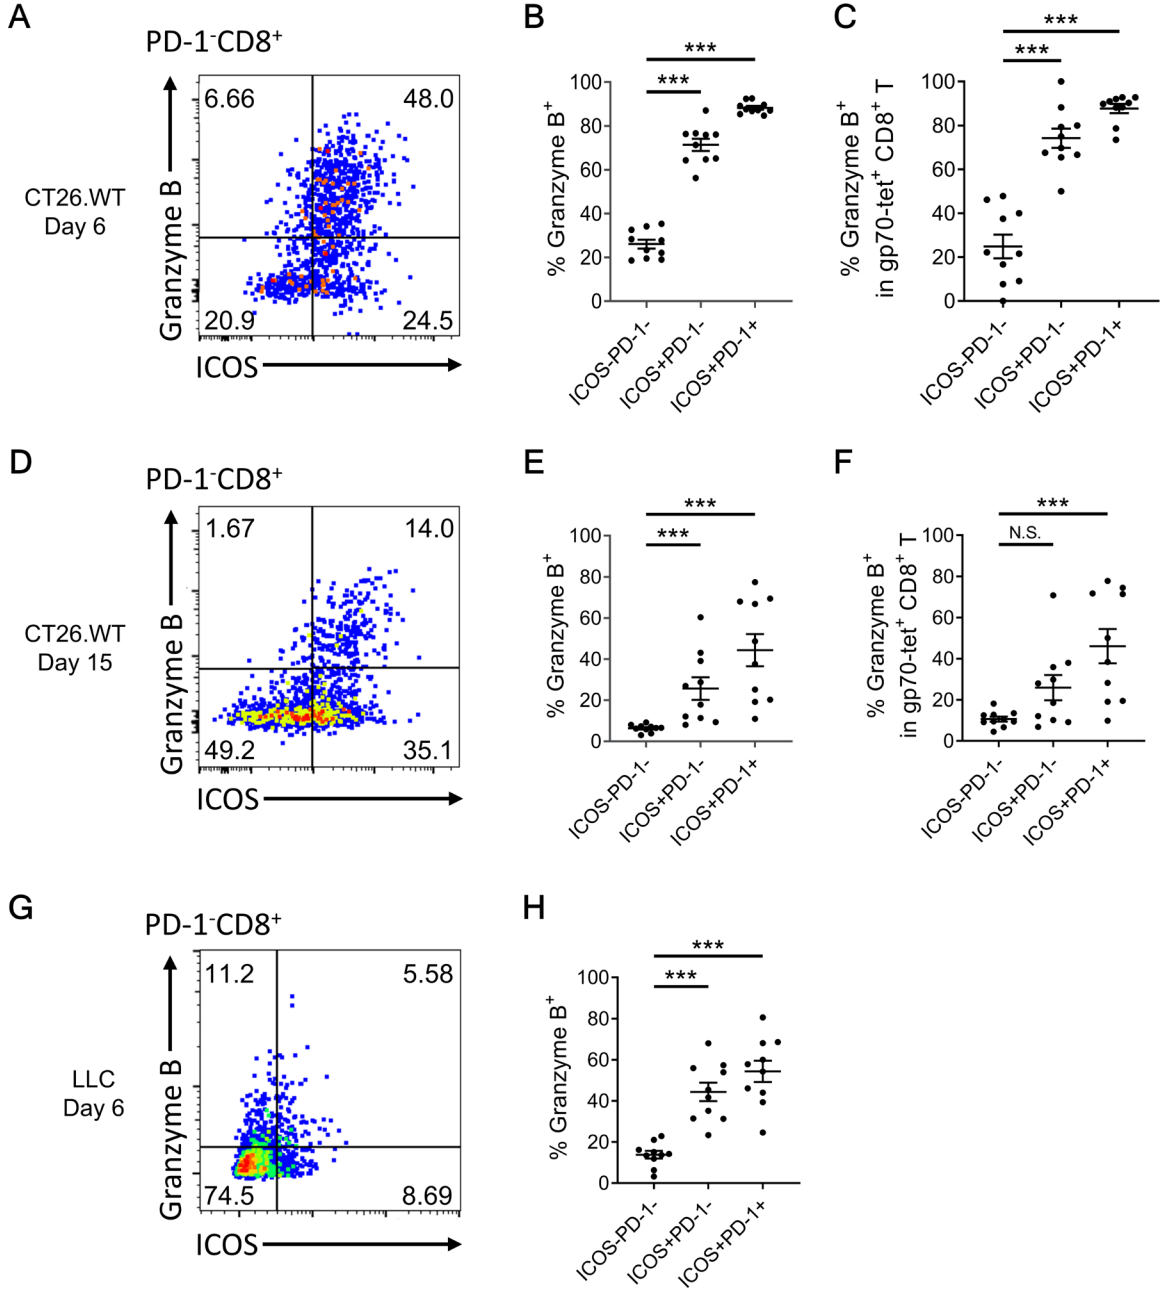 A
PD-1-CD8+
6.66
48.0
20.9
24.5
Granzyme B
ICOS
CT26.WT
Day 6
B
***
***
% Granzyme B+
100
80
60
40
20
0
ICOS-PD-1-
ICOS+PD-1-
ICOS+PD-1+
C
***
***
% Granzyme B+
in gp70-tet+ CD8+ T
100
80
60
40
20
0
ICOS-PD-1-
ICOS+PD-1-
ICOS+PD-1+
D
PD-1-CD8+
1.67
14.0
49.2
35.1
Granzyme B
ICOS
CT26.WT
Day 15
E
***
***
% Granzyme B+
100
80
60
40
20
0
ICOS-PD-1-
ICOS+PD-1-
ICOS+PD-1+
F
***
N.S.
% Granzyme B+
in gp70-tet+ CD8+ T
100
80
60
40
20
0
ICOS-PD-1-
ICOS+PD-1-
ICOS+PD-1+
G
PD-1-CD8+
11.2
5.58
74.5
8.69
Granzyme B
ICOS
LLC
Day 6
H
***
***
% Granzyme B+
100
80
60
40
20
0
ICOS-PD-1-
ICOS+PD-1-
ICOS+PD-1+